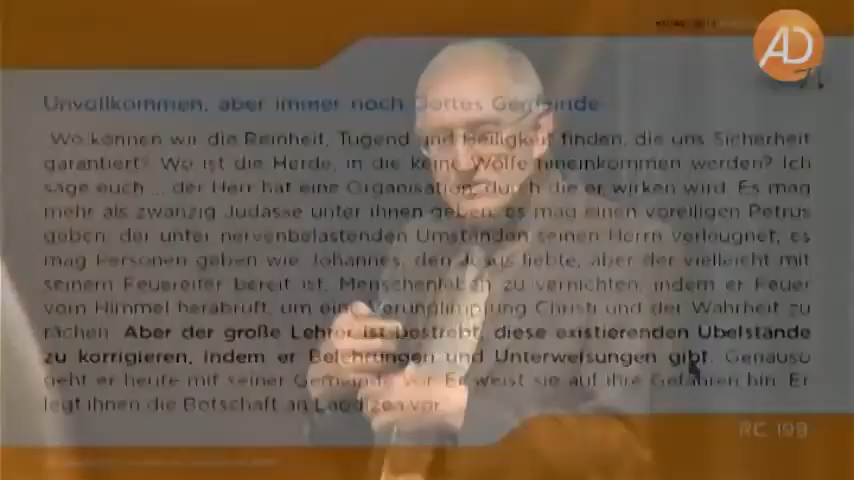 AD
Unvollkommen, aber immer noch Gottes Gemeinde
Wo können wir die Reinheit, Tugend und Heiligkeit finden, die uns Sicherheit
garantiert? Wo ist die Herde, in die keine Wölfe hineinkommen werden? Ich
sage euch ... der Herr hat eine Organisation, durch die er wirken wird. Es mag
mehr als zwanzig Judasse unter ihnen geben, es mag einen voreiligen Petrus
geben, der unter nervenbelastenden Umständen seinen Herrn verleugnet, es
mag Personen geben wie Johannes, den Jesus liebte, aber der vielleicht mit
seinem Feuereifer bereit ist, Menschenleben zu vernichten, indem er Feuer
vom Himmel herabruft, um eine Verunglimpfung Christi und der Wahrheit zu
rächen. Aber der große Lehrer ist bestrebt, diese existierenden Übelstände
zu korrigieren, indem er Belehrungen und Unterweisungen gibt. Genauso
geht er heute mit seiner Gemeinde vor. Er weist sie auf ihre Gefahren hin. Er
legt ihnen die Botschaft an Laodizea vor.
RC 198